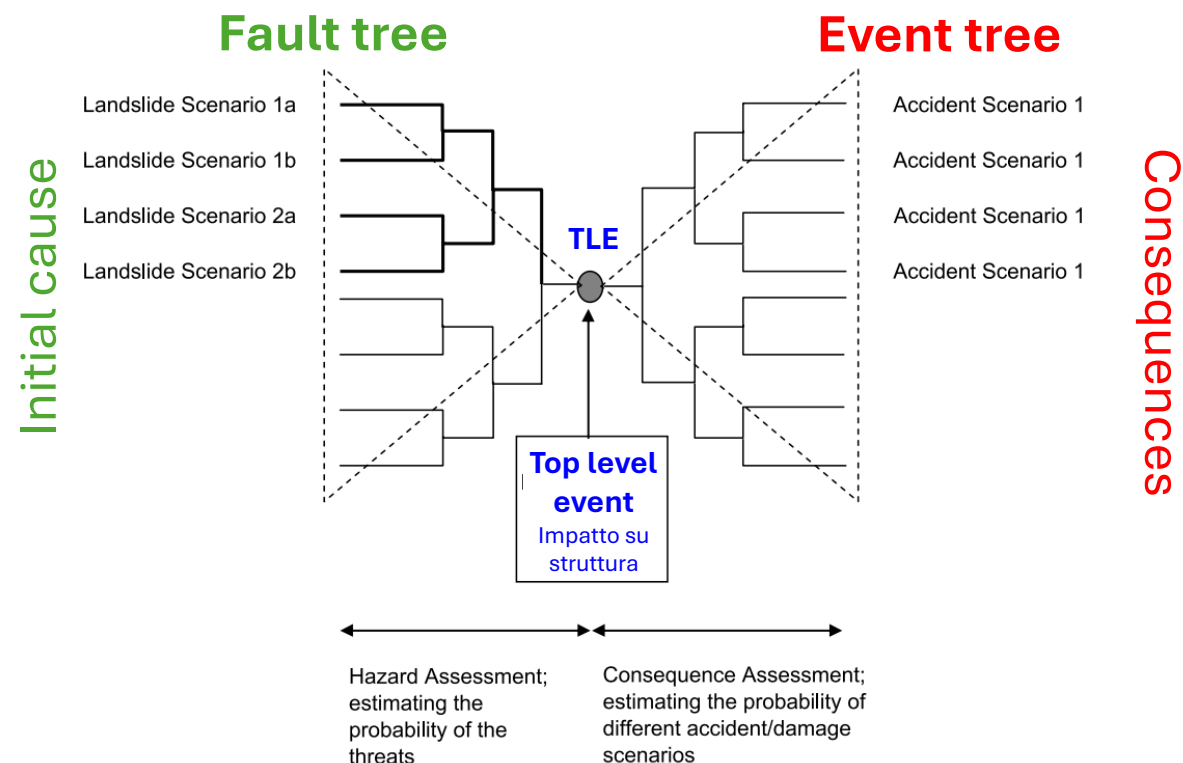 Fault tree
Event tree
Landslide Scenario 1a
Landslide Scenario 1b
Landslide Scenario 2a
Landslide Scenario 2b
Initial cause
TLE
Accident Scenario 1
Accident Scenario 1
Accident Scenario 1
Accident Scenario 1
Consequences
Top level
event
Impatto su
struttura
Hazard Assessment;
estimating the
probability of the
threats
Consequence Assessment;
estimating the probability of
different accident/damage
scenarios